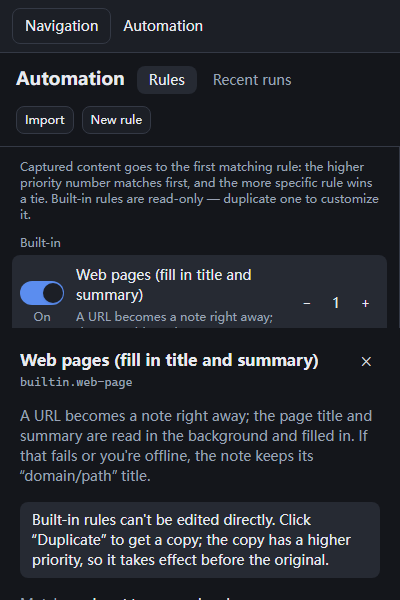 Navigation Automation
Automation Rules Recent runs
Import New rule
Captured content goes to the first matching rule: the higher
priority number matches first, and the more specific rule wins
a tie. Built-in rules are read-only — duplicate one to customize
it.
Built-in
Web pages (fill in title and
summary)
On
A URL becomes a note right away;
− 1 +
Web pages (fill in title and summary) ×
builtin.web-page
A URL becomes a note right away; the page title and
summary are read in the background and filled in. If
that fails or you're offline, the note keeps its
“domain/path” title.
Built-in rules can't be edited directly. Click
“Duplicate” to get a copy; the copy has a higher
priority, so it takes effect before the original.